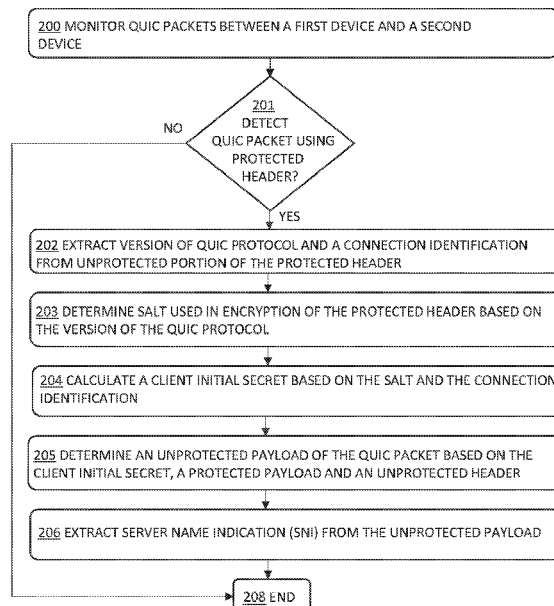 200 MONITOR QUIC PACKETS BETWEEN A FIRST DEVICE AND A SECOND
DEVICE
201
DETECT
QUIC PACKET USING
PROTECTED
HEADER?
NO
YES
202 EXTRACT VERSION OF QUIC PROTOCOL AND A CONNECTION IDENTIFICATION
FROM UNPROTECTED PORTION OF THE PROTECTED HEADER
203 DETERMINE SALT USED IN ENCRYPTION OF THE PROTECTED HEADER BASED ON
THE VERSION OF THE QUIC PROTOCOL
204 CALCULATE A CLIENT INITIAL SECRET BASED ON THE SALT AND THE CONNECTION
IDENTIFICATION
205 DETERMINE AN UNPROTECTED PAYLOAD OF THE QUIC PACKET BASED ON THE
CLIENT INITIAL SECRET, A PROTECTED PAYLOAD AND AN UNPROTECTED HEADER
206 EXTRACT SERVER NAME INDICATION (SNI) FROM THE UNPROTECTED PAYLOAD
208 END